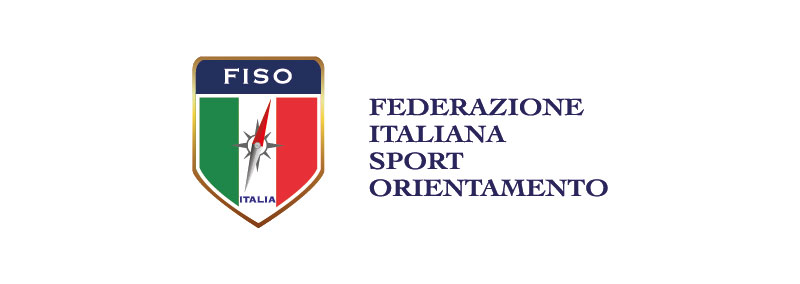 FISO
ITALIA
FEDERAZIONE
ITALIANA
SPORT
ORIENTAMENTO